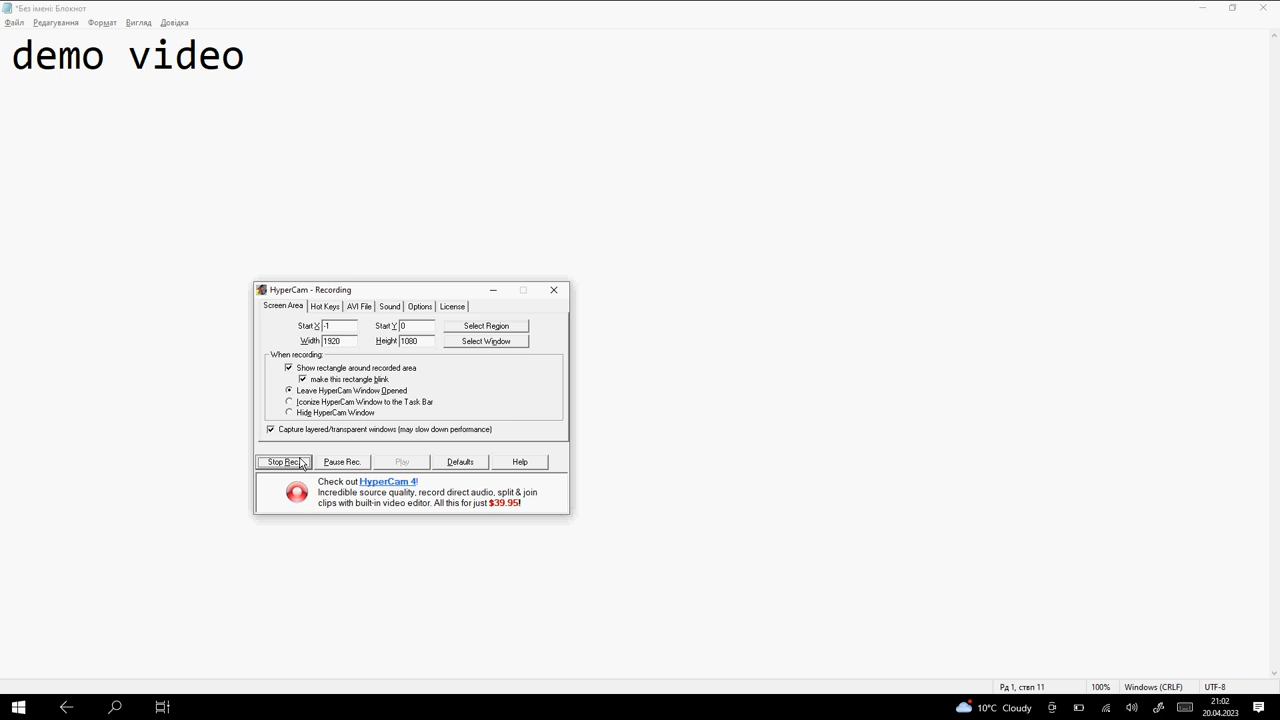 *Без імені: Блокнот
Файл Редагування Формат Вигляд Довідка
demo video
HyperCam - Recording
Screen Area Hot Keys AVI File Sound Options License
Start X -1 Start Y 0 Select Region
Width 1920 Height 1080 Select Window
When recording:
Show rectangle around recorded area
make this rectangle blink
Leave HyperCam Window Opened
Iconize HyperCam Window to the Task Bar
Hide HyperCam Window
Capture layered/transparent windows (may slow down performance)
Stop Rec. Pause Rec. Play Defaults Help
Check out HyperCam 4!
Incredible source quality, record direct audio, split & join
clips with built-in video editor. All this for just $39.95!
Рд 1, ствп 11 100% Windows (CRLF) UTF-8
10°C Cloudy
21:02
20.04.2023